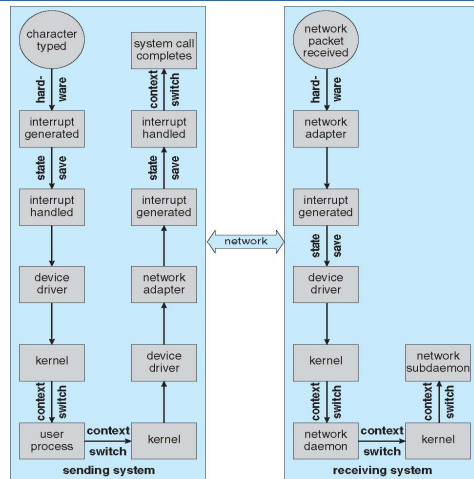 character
typed
hard-
ware
interrupt
generated
state
save
interrupt
handled
device
driver
kernel
context
switch
user
process
context
switch
kernel
device
driver
network
adapter
interrupt
generated
state
save
interrupt
handled
context
switch
system call
completes
sending system
network
network
packet
received
hard-
ware
network
adapter
interrupt
generated
state
save
device
driver
kernel
context
switch
network
daemon
context
switch
kernel
context
switch
network
subdaemon
receiving system